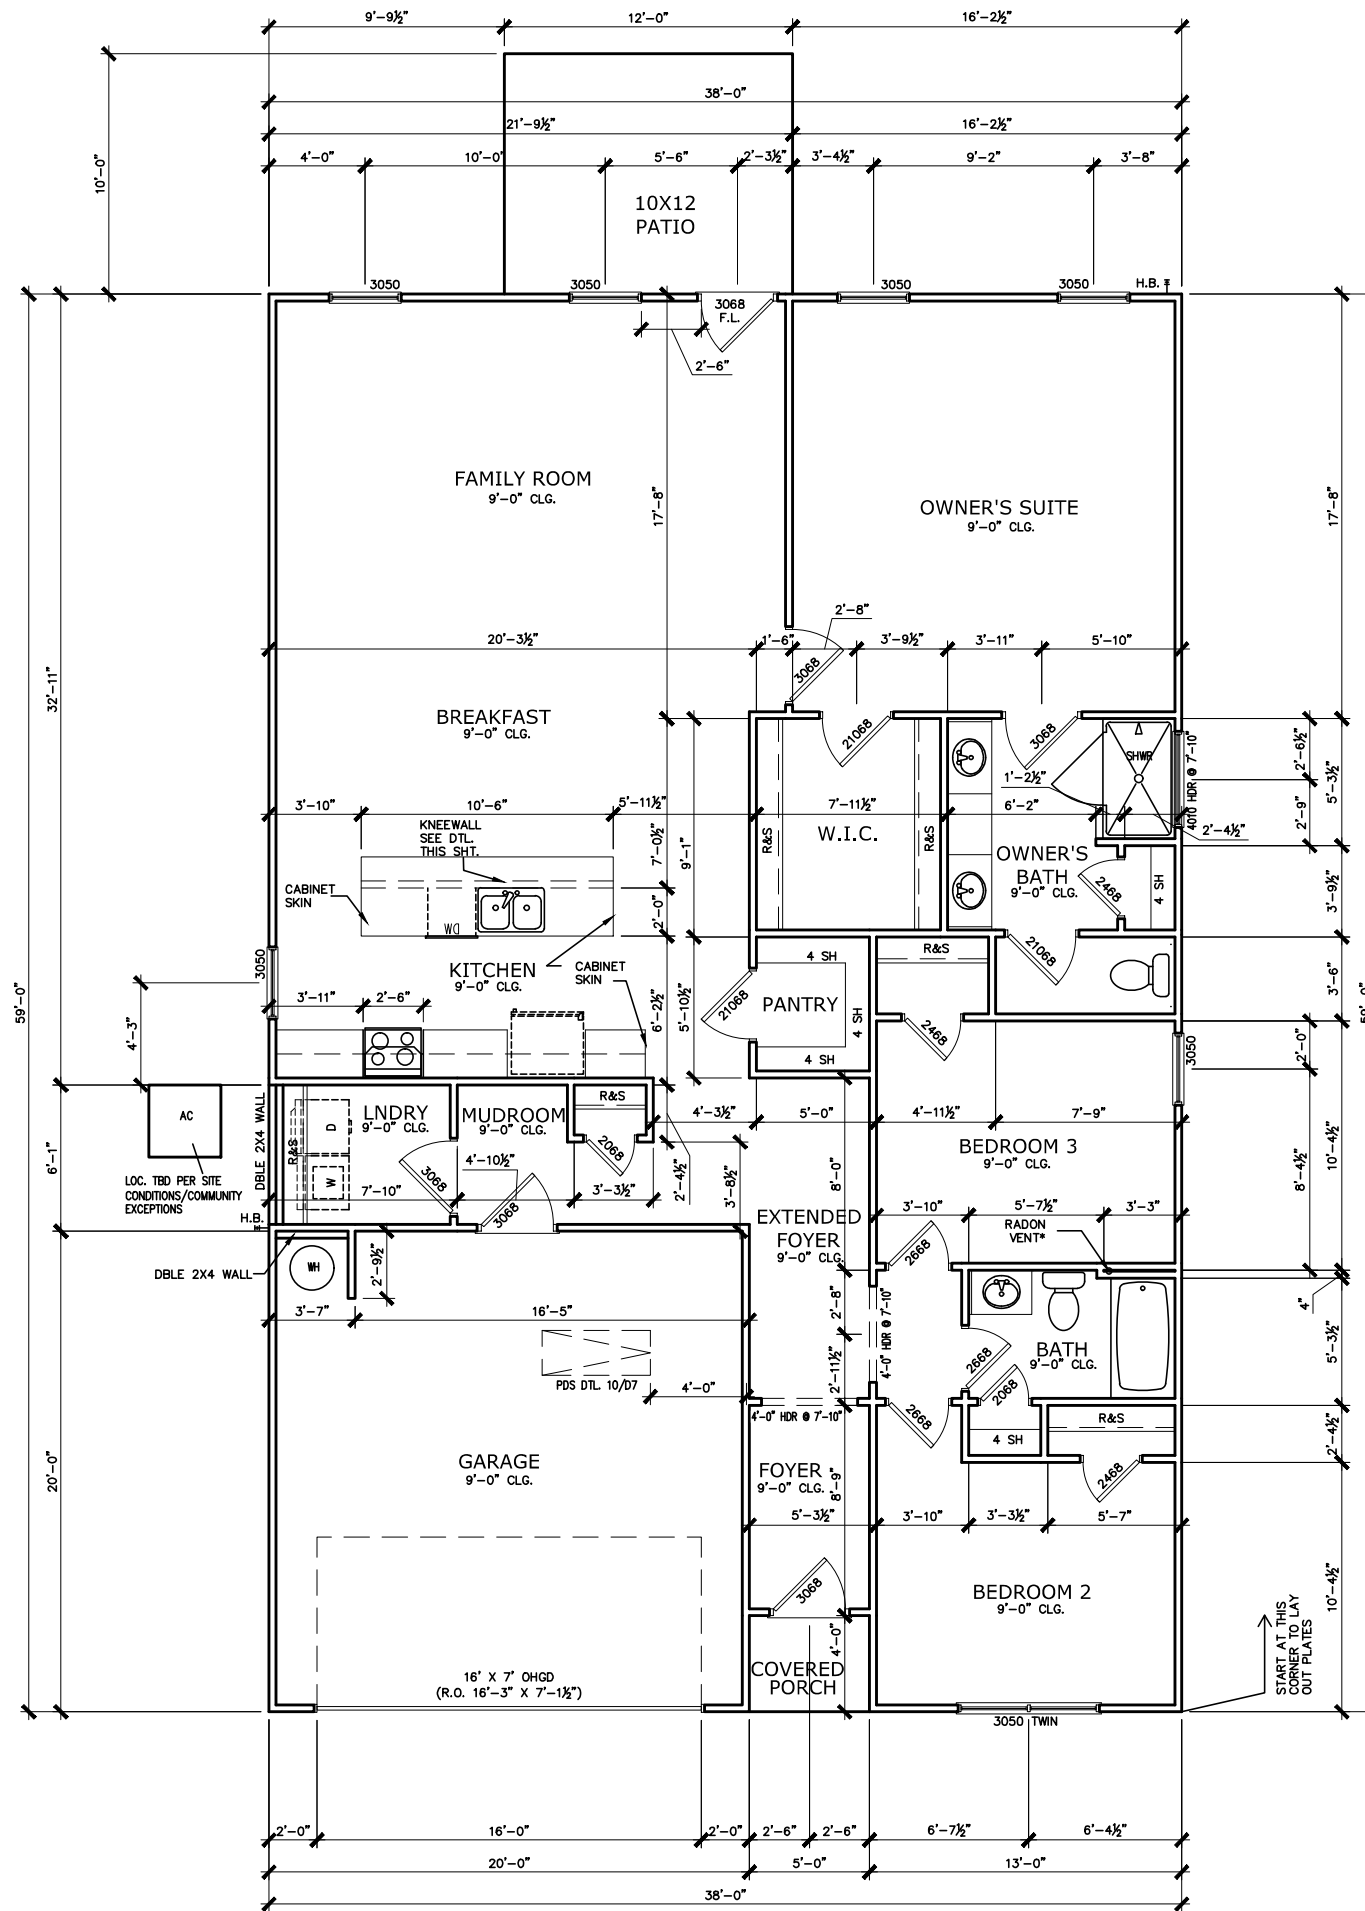 9'-9½" 12'-0" 16'-2½"
38'-0"
21'-9½" 16'-2½"
4'-0" 10'-0" 5'-6" 2'-3½" 3'-4½" 9'-2" 3'-8"
10'-0"
10X12
PATIO
3050 3050 3050 3050 H.B.
3068
F.L.
2'-6"
FAMILY ROOM
9'-0" CLG.
OWNER'S SUITE
9'-0" CLG.
17'-8"
17'-8"
2'-8"
20'-3½" 1'-6" 3'-9½" 3'-11" 5'-10"
3068
32'-11"
BREAKFAST
9'-0" CLG.
21068
3068
SHWR
4010 HDR @ 7'-10"
2'-6½"
5'-3½"
2'-9"
1'-2½"
3'-10" 10'-6" 5'-11½" 7'-11½" 6'-2"
2'-4½"
KNEEWALL
SEE DTL.
THIS SHT.
7'-0½"
9'-1"
R&S
W.I.C.
R&S
OWNER'S
BATH
9'-0" CLG.
2468
4 SH
3'-9½"
CABINET
SKIN
DW
2'-0"
KITCHEN
9'-0" CLG.
CABINET
SKIN
3050
59'-0"
4'-3"
3'-11" 2'-6"
6'-2½"
5'-10½"
21068
4 SH
PANTRY
4 SH
4 SH
R&S
21068
2468
3'-6"
59'-0"
3050
2'-0"
AC
LOC. TBD PER SITE
CONDITIONS/COMMUNITY
EXCEPTIONS
6'-1"
DBLE 2X4 WALL
R&S
D
W
LNDRY
9'-0" CLG.
MUDROOM
9'-0" CLG.
R&S
2068
4'-3½" 5'-0" 4'-11½" 7'-9"
BEDROOM 3
9'-0" CLG.
8'-4½"
10'-4½"
3068
4'-10½"
7'-10" 3'-3½"
3068
2'-4½"
3'-8½"
8'-0"
3'-10" 5'-7½" 3'-3"
H.B.
EXTENDED
FOYER
9'-0" CLG.
RADON
VENT*
DBLE 2X4 WALL
WH
2'-9½"
2668
3'-7" 16'-5"
2'-8"
4'-0" HDR @ 7'-10"
4"
BATH
9'-0" CLG.
2668
5'-3½"
PDS DTL. 10/D7
4'-0"
2'-11½"
4'-0" HDR @ 7'-10"
2668
2068
4 SH
R&S
2'-4½"
20'-0"
GARAGE
9'-0" CLG.
FOYER
9'-0" CLG.
8'-9"
2468
5'-3½" 3'-10" 3'-3½" 5'-7"
3068
BEDROOM 2
9'-0" CLG.
10'-4½"
4'-0"
16' X 7' OHGD
(R.O. 16'-3" X 7'-1½")
COVERED
PORCH
3050 TWIN
START AT THIS
CORNER TO LAY
OUT PLATES
2'-0" 16'-0" 2'-0" 2'-6" 2'-6" 6'-7½" 6'-4½"
20'-0" 5'-0" 13'-0"
38'-0"